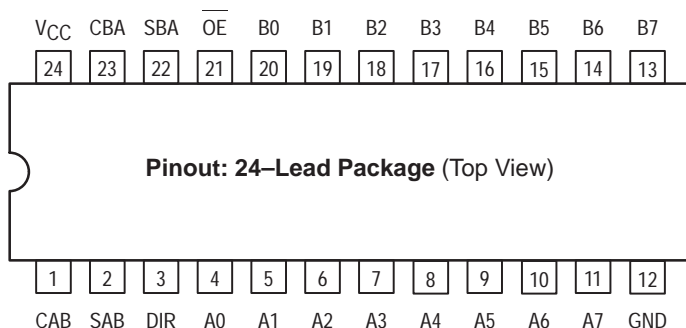 VCC CBA SBA OE B0 B1 B2 B3 B4 B5 B6 B7
24 23 22 21 20 19 18 17 16 15 14 13
Pinout: 24–Lead Package (Top View)
1 2 3 4 5 6 7 8 9 10 11 12
CAB SAB DIR A0 A1 A2 A3 A4 A5 A6 A7 GND